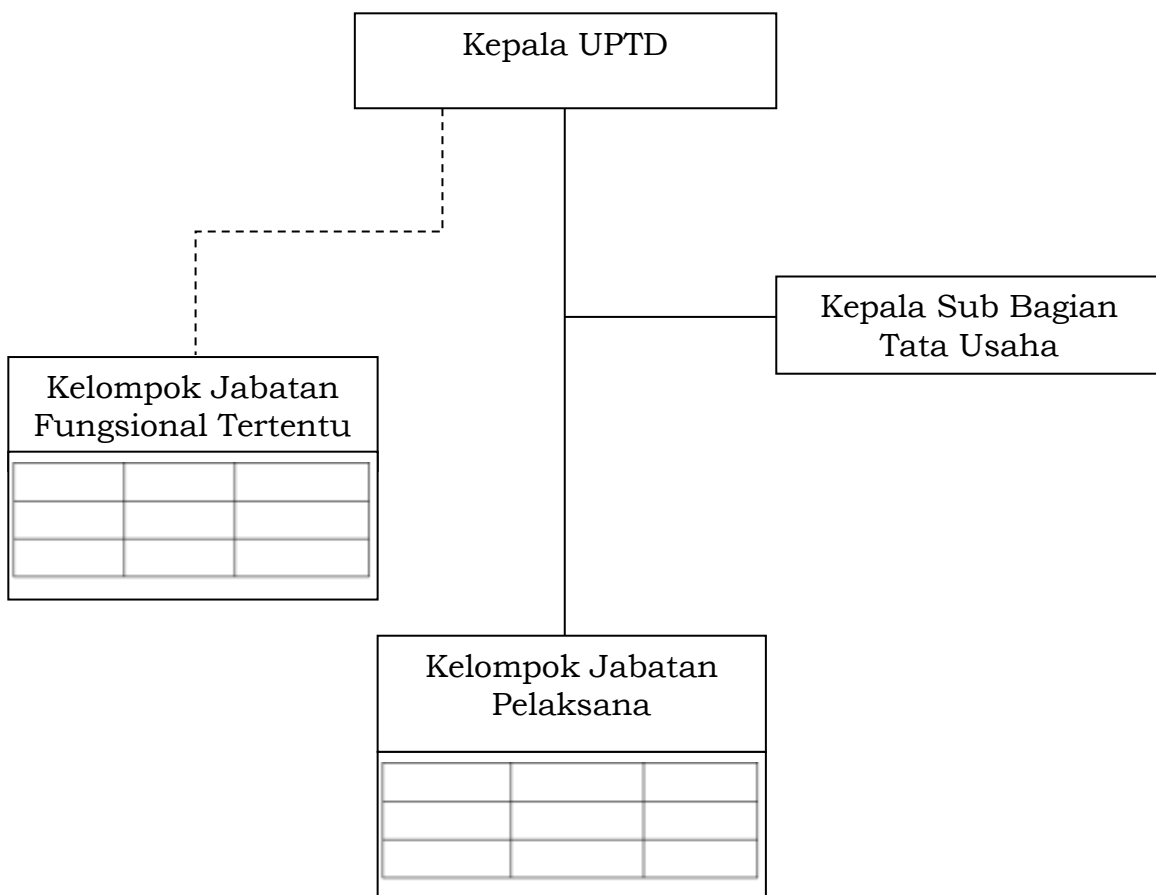 Kepala UPTD
Kepala Sub Bagian
Tata Usaha
Kelompok Jabatan
Fungsional Tertentu
Kelompok Jabatan
Pelaksana